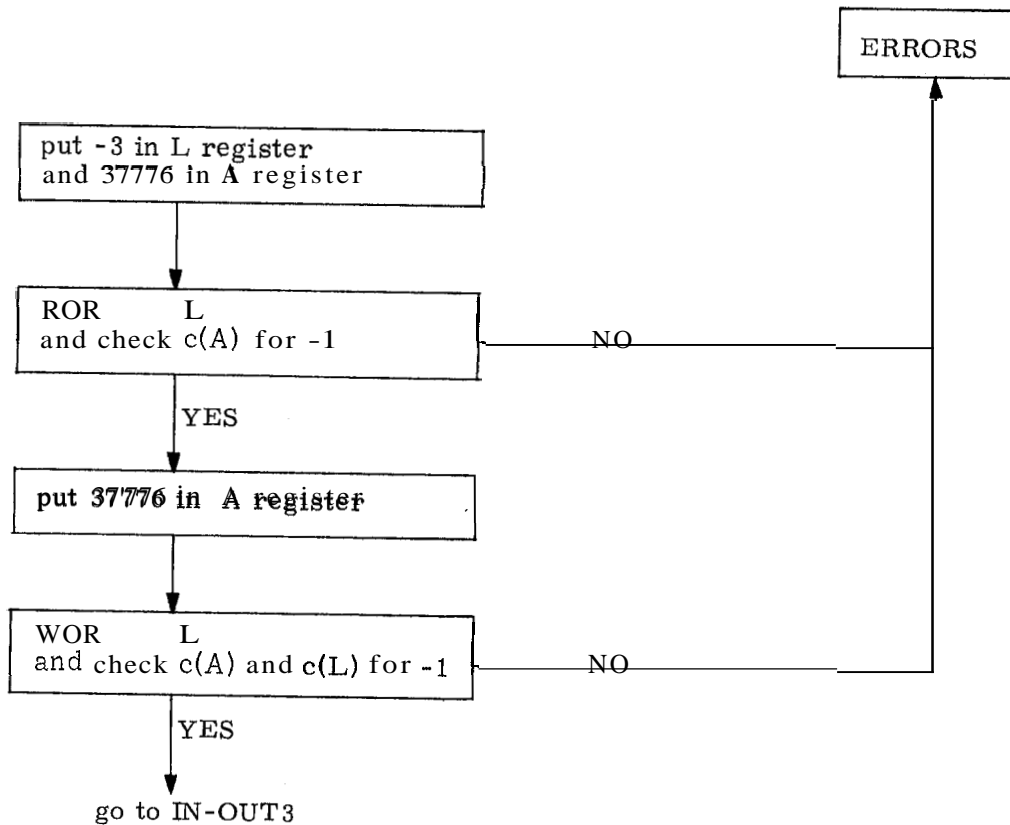 ERRORS
put -3 in L register
and 37776 in A register
ROR L
and check c(A) for -1
NO
YES
put 37776 in A register
WOR L
and check c(A) and c(L) for -1
NO
YES
go to IN-OUT3